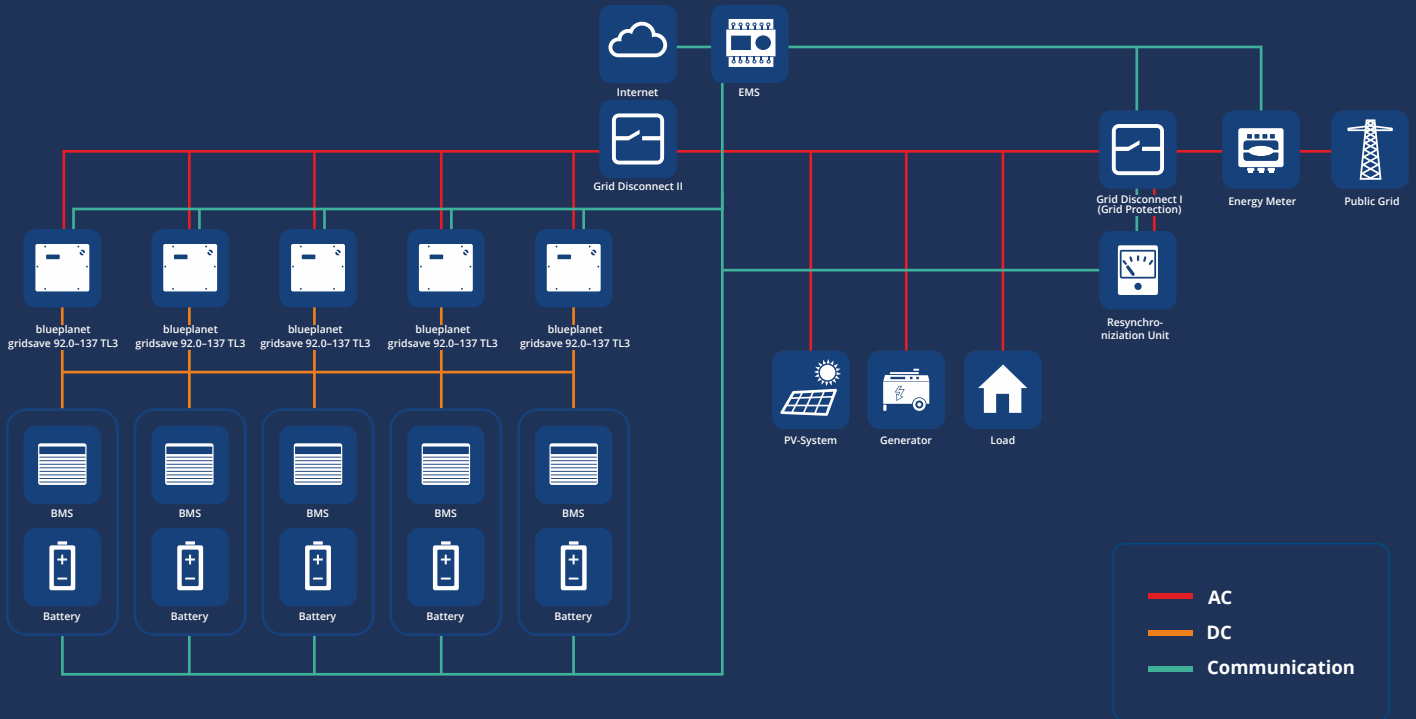 Internet
EMS
Grid Disconnect II
Grid Disconnect I
(Grid Protection)
Energy Meter
Public Grid
blueplanet
gridsave 92.0–137 TL3
blueplanet
gridsave 92.0–137 TL3
blueplanet
gridsave 92.0–137 TL3
blueplanet
gridsave 92.0–137 TL3
blueplanet
gridsave 92.0–137 TL3
Resynchro-
niziation Unit
PV-System
Generator
Load
BMS
BMS
BMS
BMS
BMS
Battery
Battery
Battery
Battery
Battery
AC
DC
Communication